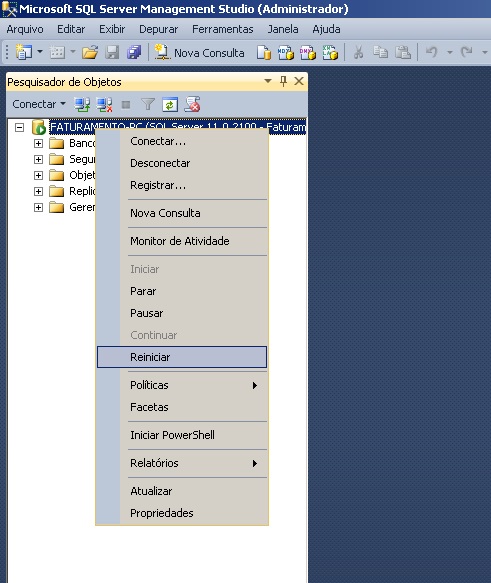 Microsoft SQL Server Management Studio (Administrador)
Arquivo Editar Exibir Depurar Ferramentas Janela Ajuda
Nova Consulta
Pesquisador de Objetos
Conectar
FATURAMENTO-PC (SQL Server 11.0.2100 - Faturam
Banco
Segu
Objet
Replic
Geren
Conectar...
Desconectar
Registrar...
Nova Consulta
Monitor de Atividade
Iniciar
Parar
Pausar
Continuar
Reiniciar
Políticas
Facetas
Iniciar PowerShell
Relatórios
Atualizar
Propriedades